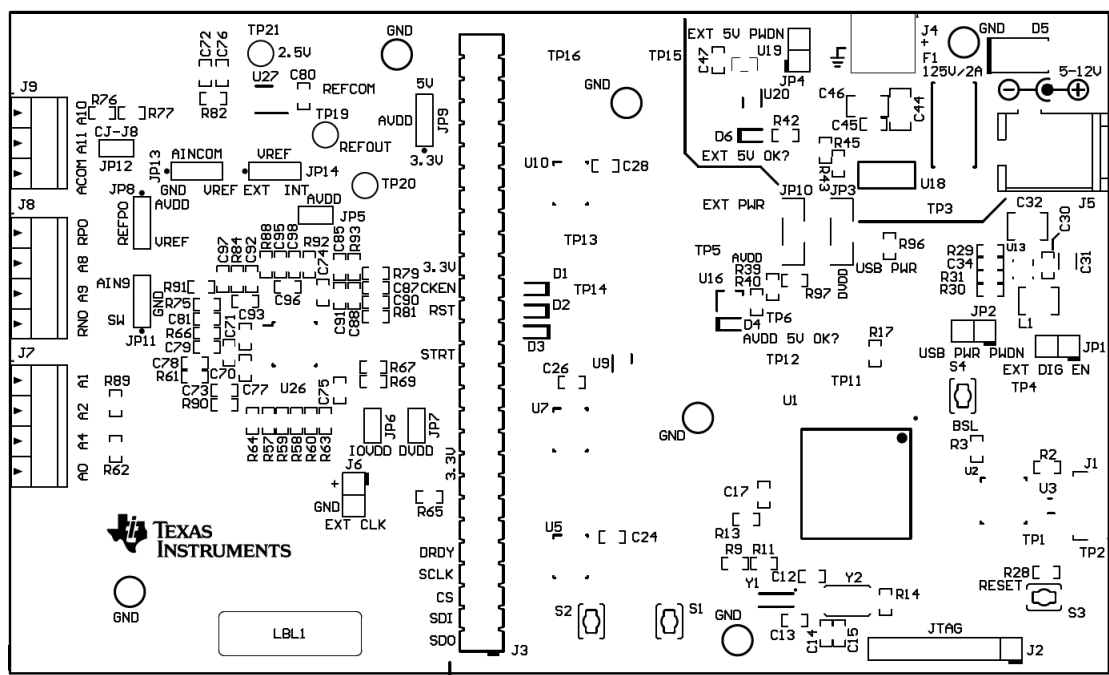 TP21
2.5V
C72
C76
U27
C80
R82
REFCOM
TP19
REFOUT
TP20
GND
5V
AVDD
JP9
3.3V
J9
A10
A11
ACOM
R76
R77
CJ-J8
JP12
JP13
AINCOM
GND
VREF
VREF
EXT
INT
JP14
JP8
AVDD
REFPO
VREF
AVDD
JP5
J8
RPO
A8
A9
RNO
AIN9
GND
SW
JP11
C97
R84
C92
R88
C95
C98
R92
C742
C85
R93
R79
C87
C90
R81
C91
C88
R91
R75
C81
R66
C79
C71
C93
C96
C78
R61
C70
C73
R90
C77
U26
C75
R67
R69
3.3V
CKEN
RST
STRT
J7
A1
A2
A4
A0
R89
R62
R64
R57
R59
R58
R60
R63
JP6
IOVDD
JP7
DVDD
3.3V
J6
+
GND
EXT CLK
R65
TEXAS
INSTRUMENTS
GND
LBL1
DRDY
SCLK
CS
SDI
SDO
J3
TP16
GND
TP15
U10
C28
TP13
D1
TP14
D2
D3
U9
C26
U7
GND
U5
C24
S2
S1
EXT 5V PWDN
C47
U19
JP4
U20
D6
R42
EXT 5V OK?
C46
C45
C44
R45
R43
U18
J4
+
F1
125V/2A
GND
D5
5-12V
J5
JP10
JP3
EXT PWR
TP3
TP5
AVDD
U16
R39
R40
R97
DVDD
R96
USB PWR
D4
TP6
AVDD 5V OK?
TP12
R17
TP11
C32
C30
U13
C31
R29
C34
R31
R30
L1
JP2
USB PWR PWDN
JP1
EXT DIG EN
TP4
S4
BSL
U1
R3
U2
R2
J1
U3
TP1
TP2
C17
R13
R9
R11
Y1
C12
Y2
R14
C13
C14
C15
GND
R28
RESET
S3
JTAG
J2